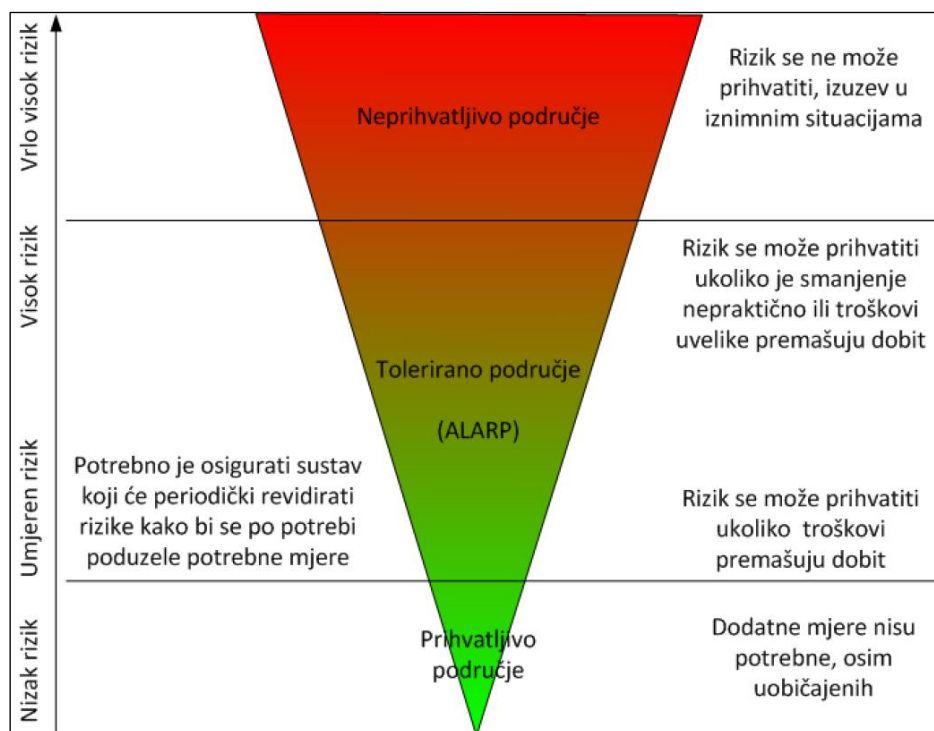 Vrlo visok rizik
Neprihvatljivo područje
Rizik se ne može
prihvatiti, izuzev u
iznimnim situacijama
Visok rizik
Rizik se može prihvatiti
ukoliko je smanjenje
nepraktično ili troškovi
uvelike premašuju dobit
Tolerirano područje
(ALARP)
Umjeren rizik
Potrebno je osigurati sustav
koji će periodički revidirati
rizike kako bi se po potrebi
poduzele potrebne mjere
Rizik se može prihvatiti
ukoliko troškovi
premašuju dobit
Nizak rizik
Prihvatljivo
područje
Dodatne mjere nisu
potrebne, osim
uobičajenih